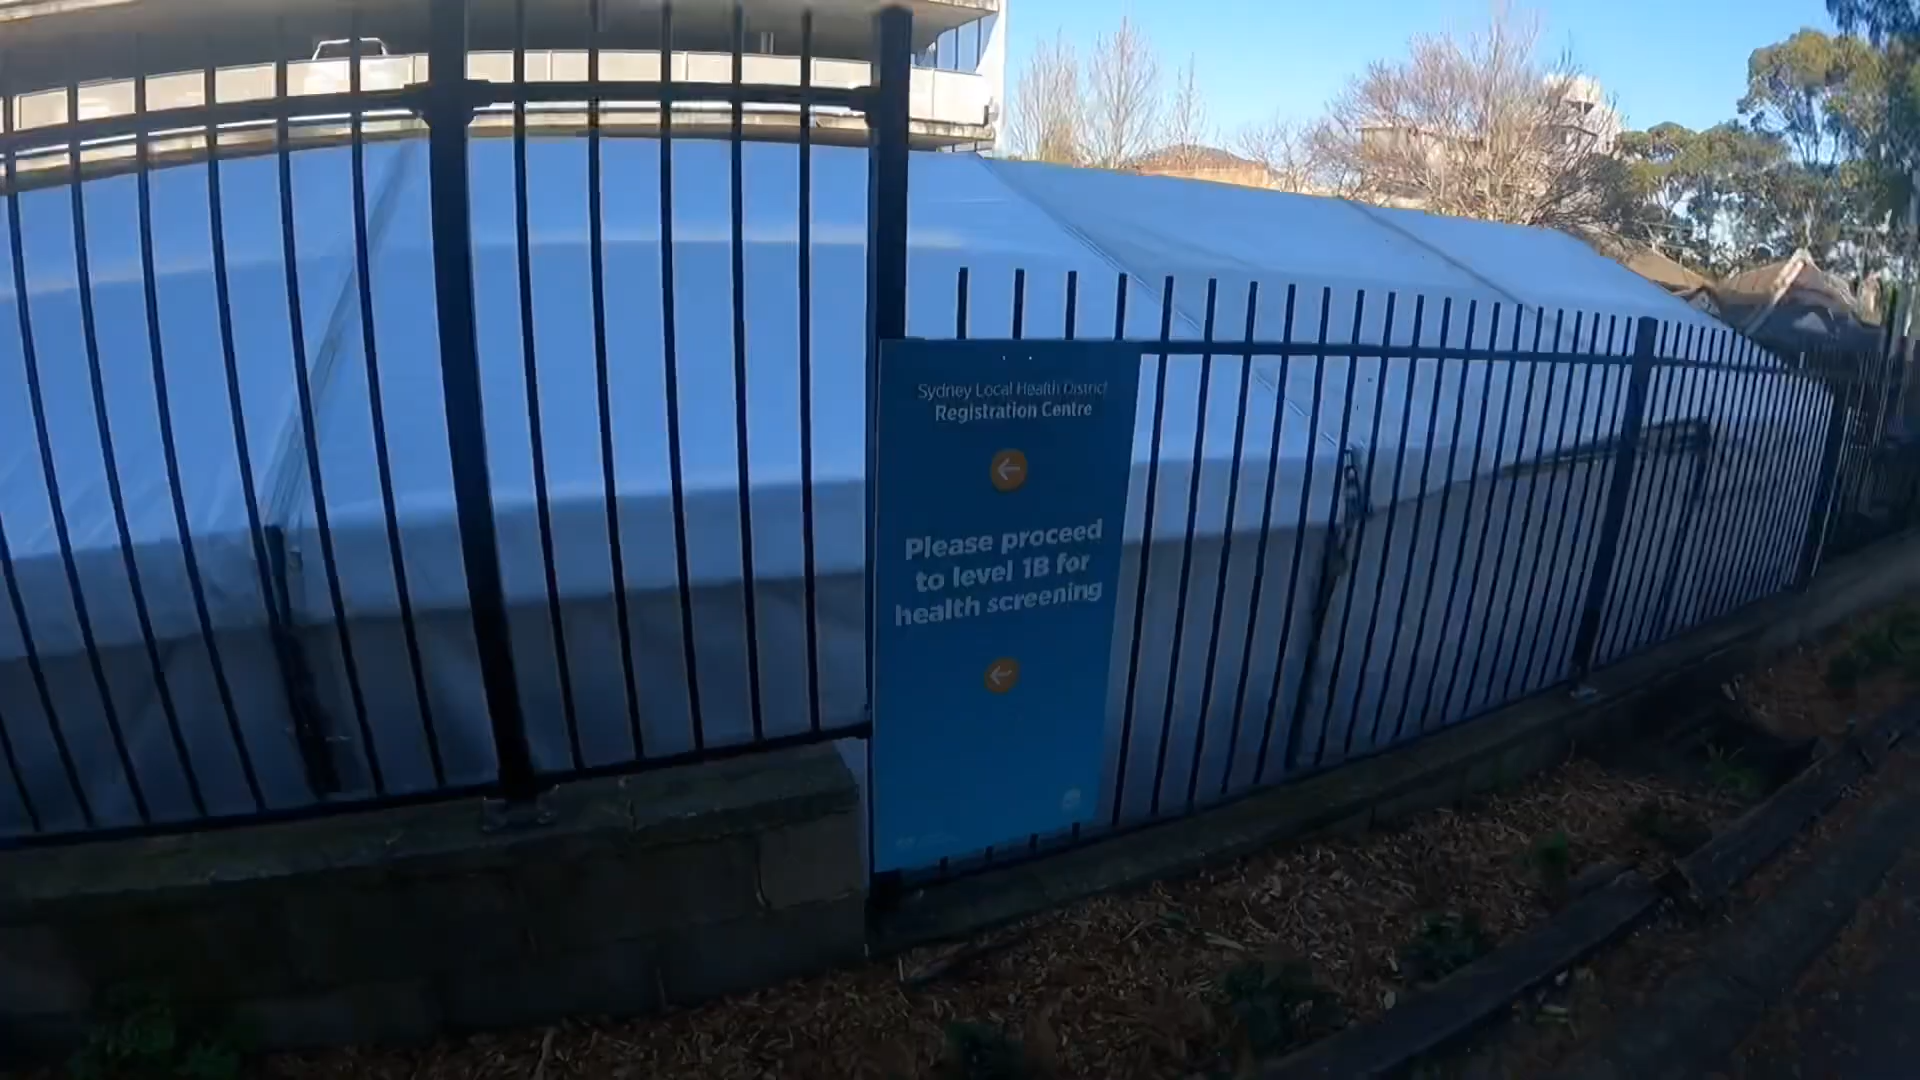 Sydney Local Health District
Registration Centre
Please proceed
to level 1B for
health screening